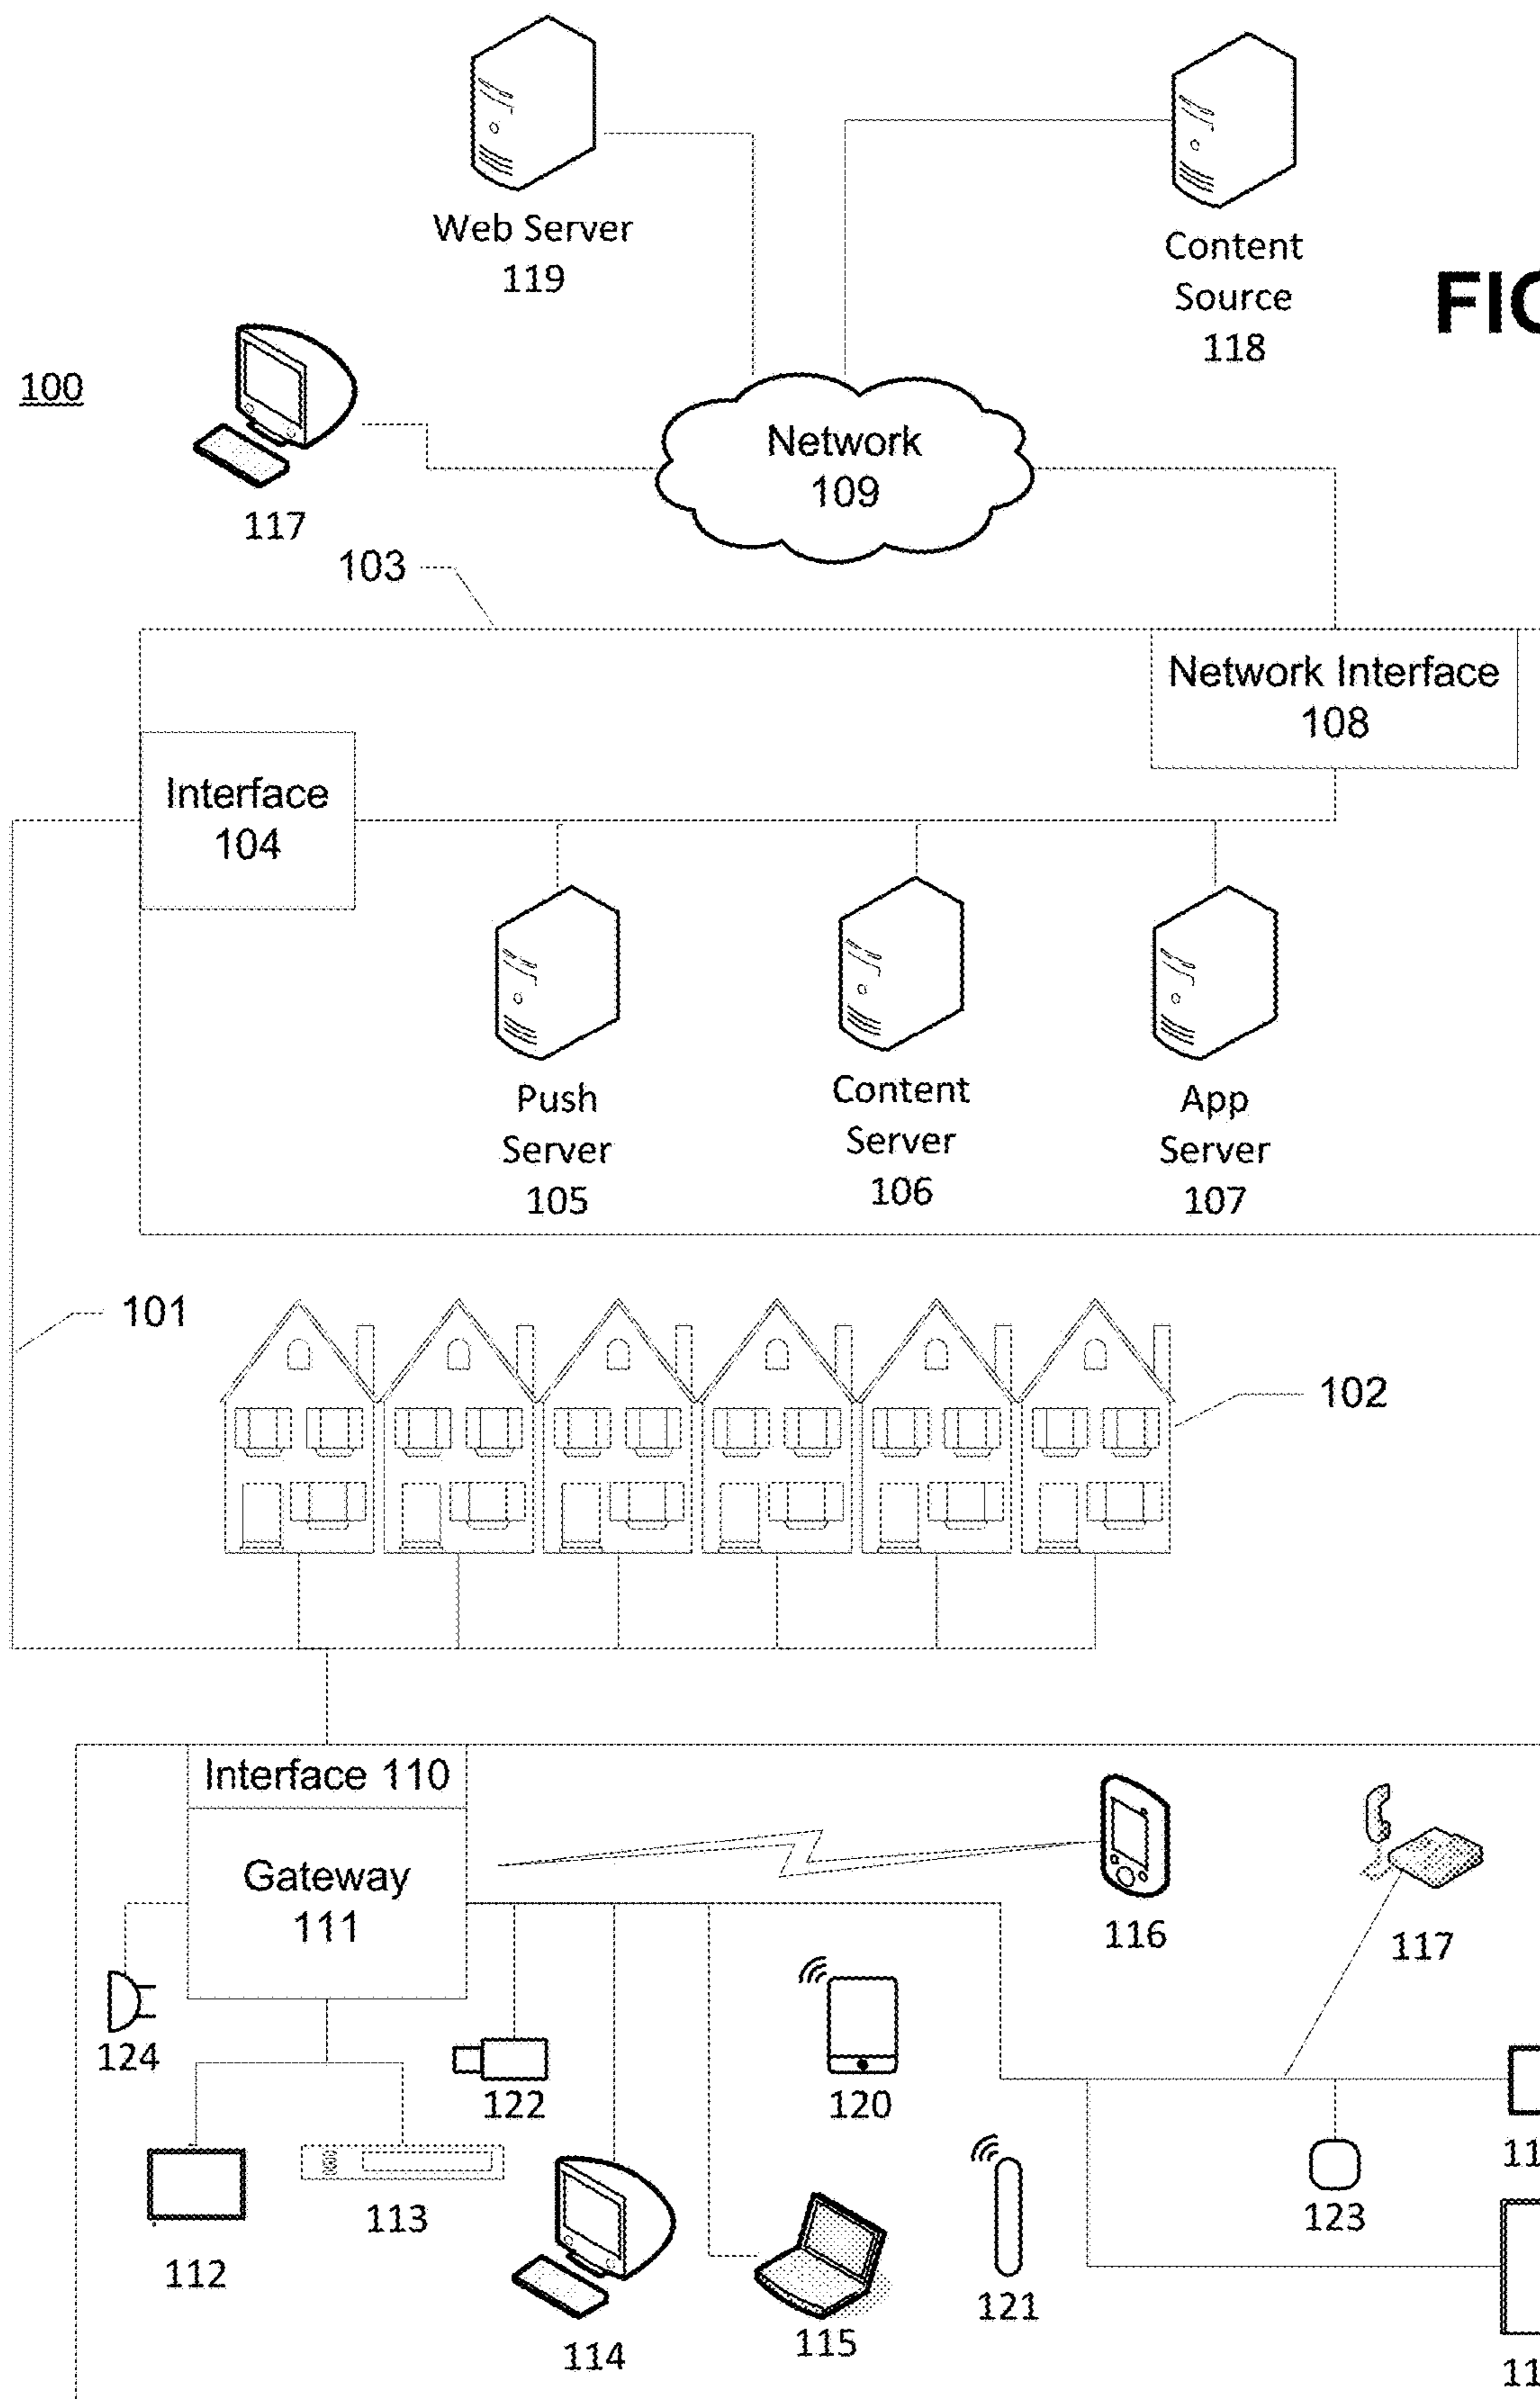 Web Server
119
Content
Source
118
FIG
100
117
Network
109
103
Network Interface
108
Interface
104
Push
Server
105
Content
Server
106
App
Server
107
101
102
Interface 110
Gateway
111
116
117
124
122
120
11
112
113
123
114
115
121
11